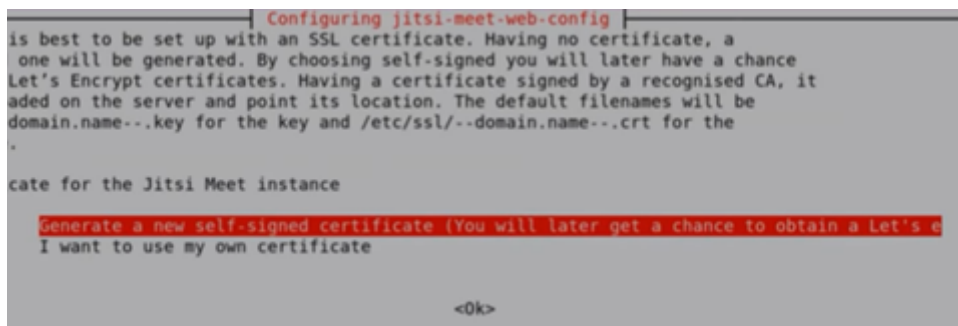 Configuring jitsi-meet-web-config
is best to be set up with an SSL certificate. Having no certificate, a
one will be generated. By choosing self-signed you will later have a chance
Let's Encrypt certificates. Having a certificate signed by a recognised CA, it
aded on the server and point its location. The default filenames will be
domain.name--.key for the key and /etc/ssl/--domain.name--.crt for the
.
cate for the Jitsi Meet instance
Generate a new self-signed certificate (You will later get a chance to obtain a Let's e
I want to use my own certificate
<Ok>